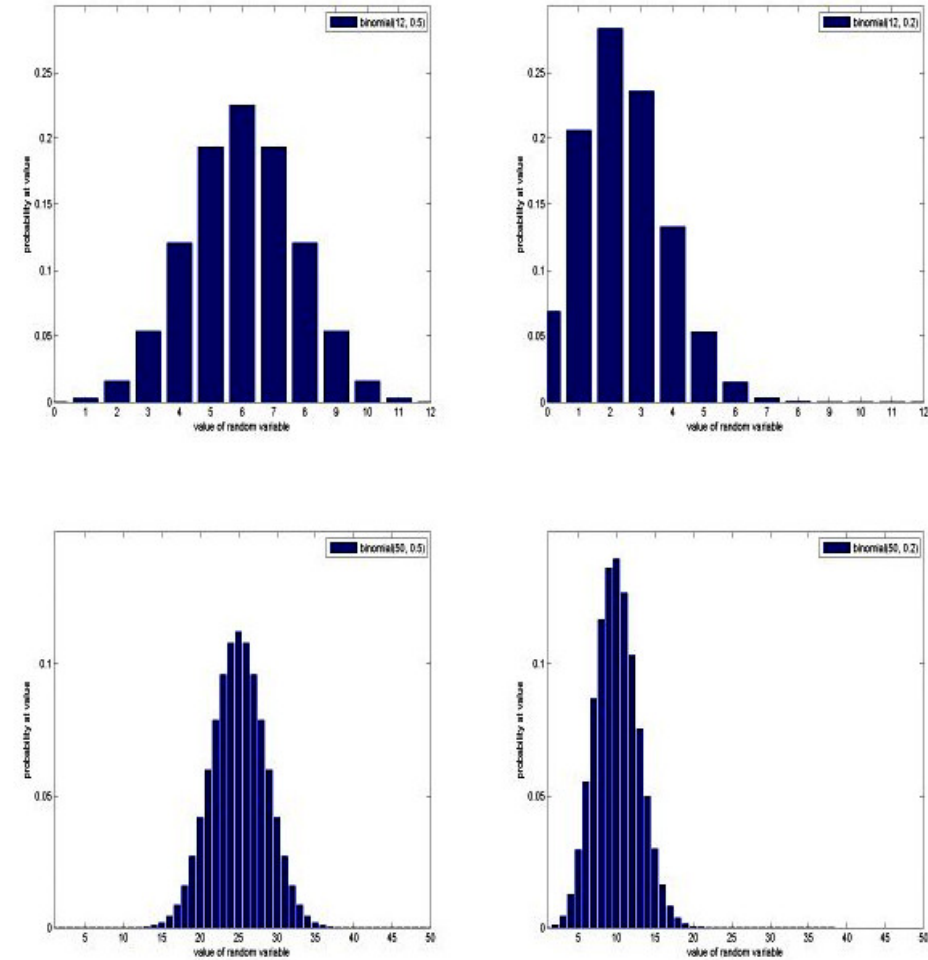 binomial(12, 0.5)
0.25
0.2
0.15
0.1
0.05
0
probability at value
0 1 2 3 4 5 6 7 8 9 10 11 12
value of random variable
binomial(12, 0.2)
0.25
0.2
0.15
0.1
0.05
0
probability at value
0 1 2 3 4 5 6 7 8 9 10 11 12
value of random variable
binomial(50, 0.5)
0.1
0.05
0
probability at value
5 10 15 20 25 30 35 40 45 50
value of random variable
binomial(50, 0.2)
0.1
0.05
0
probability at value
5 10 15 20 25 30 35 40 45 50
value of random variable